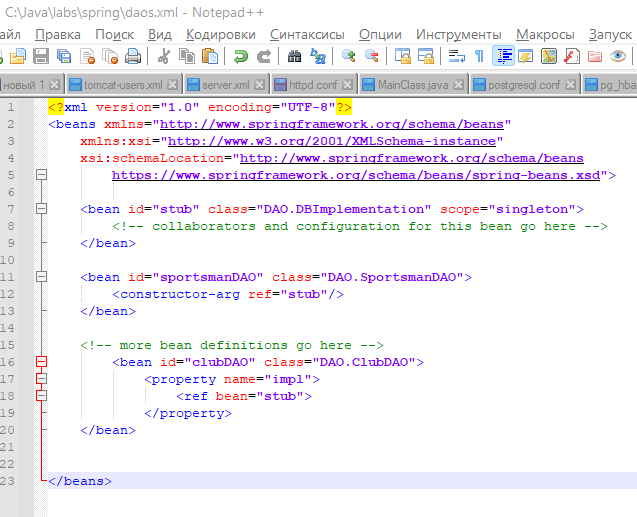 C:\Java\labs\spring\daos.xml - Notepad++
Файл Правка Поиск Вид Кодировки Синтаксисы Опции Инструменты Макросы Запуск
новый 1 tomcat-users.xml server.xml httpd.conf MainClass.java postgresql.conf pg_hba
1 <?xml version="1.0" encoding="UTF-8"?>
2 <beans xmlns="http://www.springframework.org/schema/beans"
3 xmlns:xsi="http://www.w3.org/2001/XMLSchema-instance"
4 xsi:schemaLocation="http://www.springframework.org/schema/beans
5 https://www.springframework.org/schema/beans/spring-beans.xsd">
6
7 <bean id="stub" class="DAO.DBImplementation" scope="singleton">
8 <!-- collaborators and configuration for this bean go here -->
9 </bean>
10
11 <bean id="sportsmanDAO" class="DAO.SportsmanDAO">
12 <constructor-arg ref="stub"/>
13 </bean>
14
15 <!-- more bean definitions go here -->
16 <bean id="clubDAO" class="DAO.ClubDAO">
17 <property name="impl">
18 <ref bean="stub">
19 </property>
20 </bean>
21
22
23 </beans>